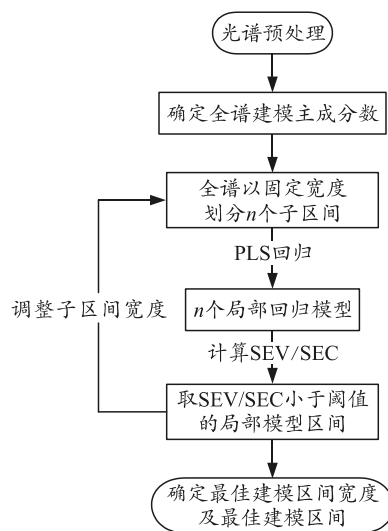 光谱预处理
确定全谱建模主成分数
全谱以固定宽度
划分n个子区间
PLS回归
调整子区间宽度
n个局部回归模型
计算SEV/SEC
取SEV/SEC小于阈值
的局部模型区间
确定最佳建模区间宽度
及最佳建模区间